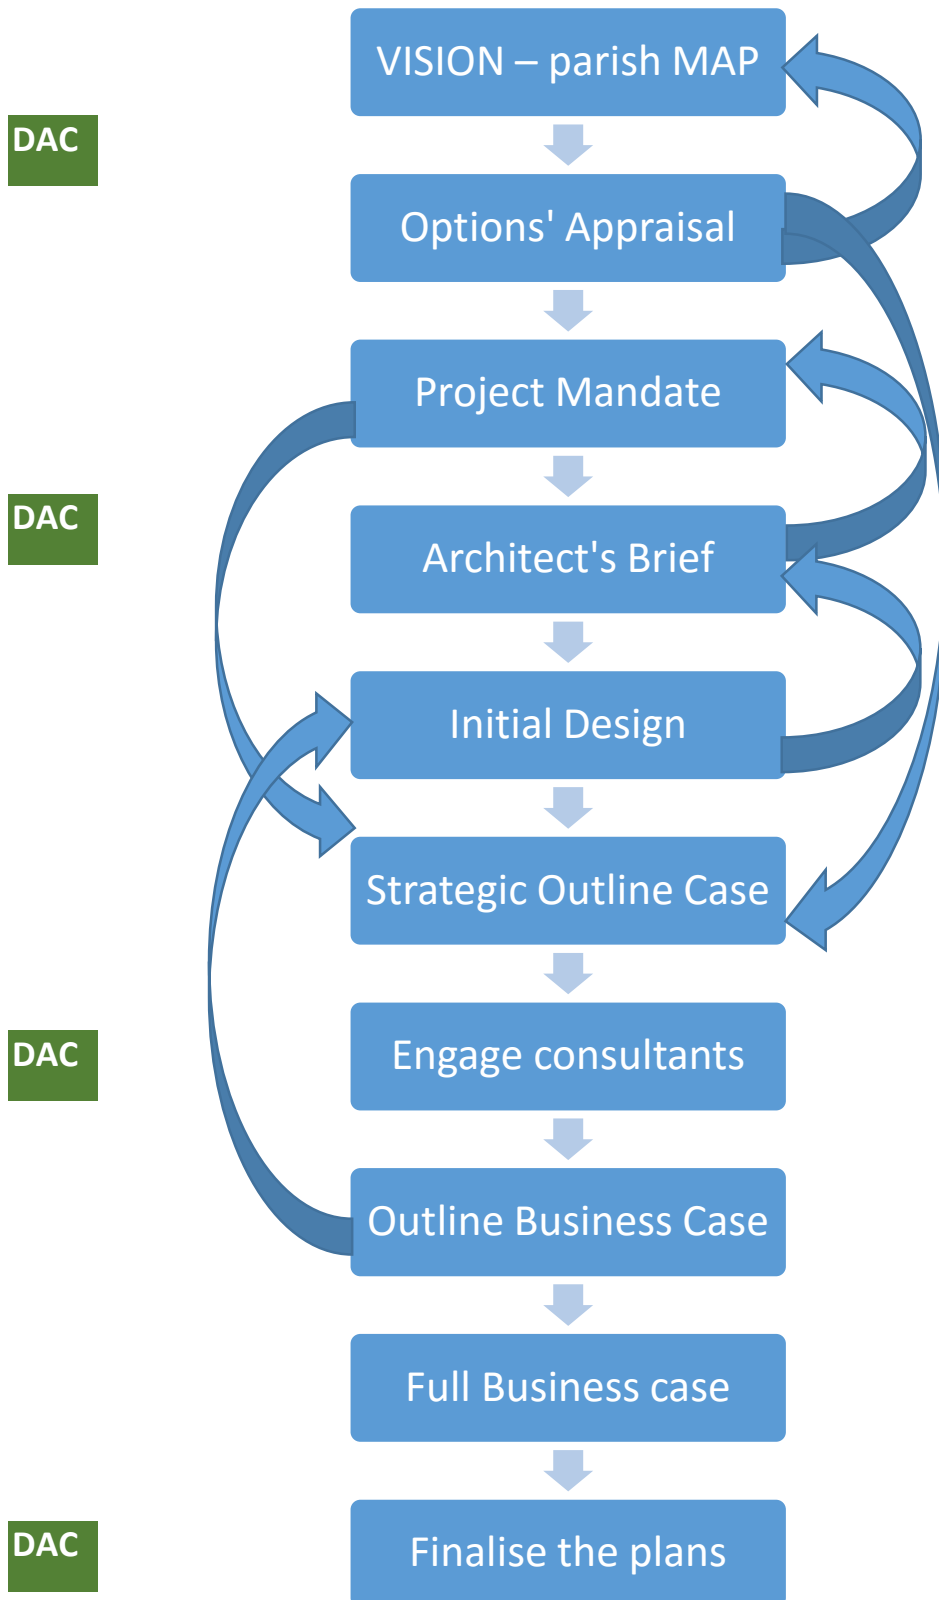 VISION – parish MAP
DAC
Options' Appraisal
Project Mandate
DAC
Architect's Brief
Initial Design
Strategic Outline Case
DAC
Engage consultants
Outline Business Case
Full Business case
DAC
Finalise the plans